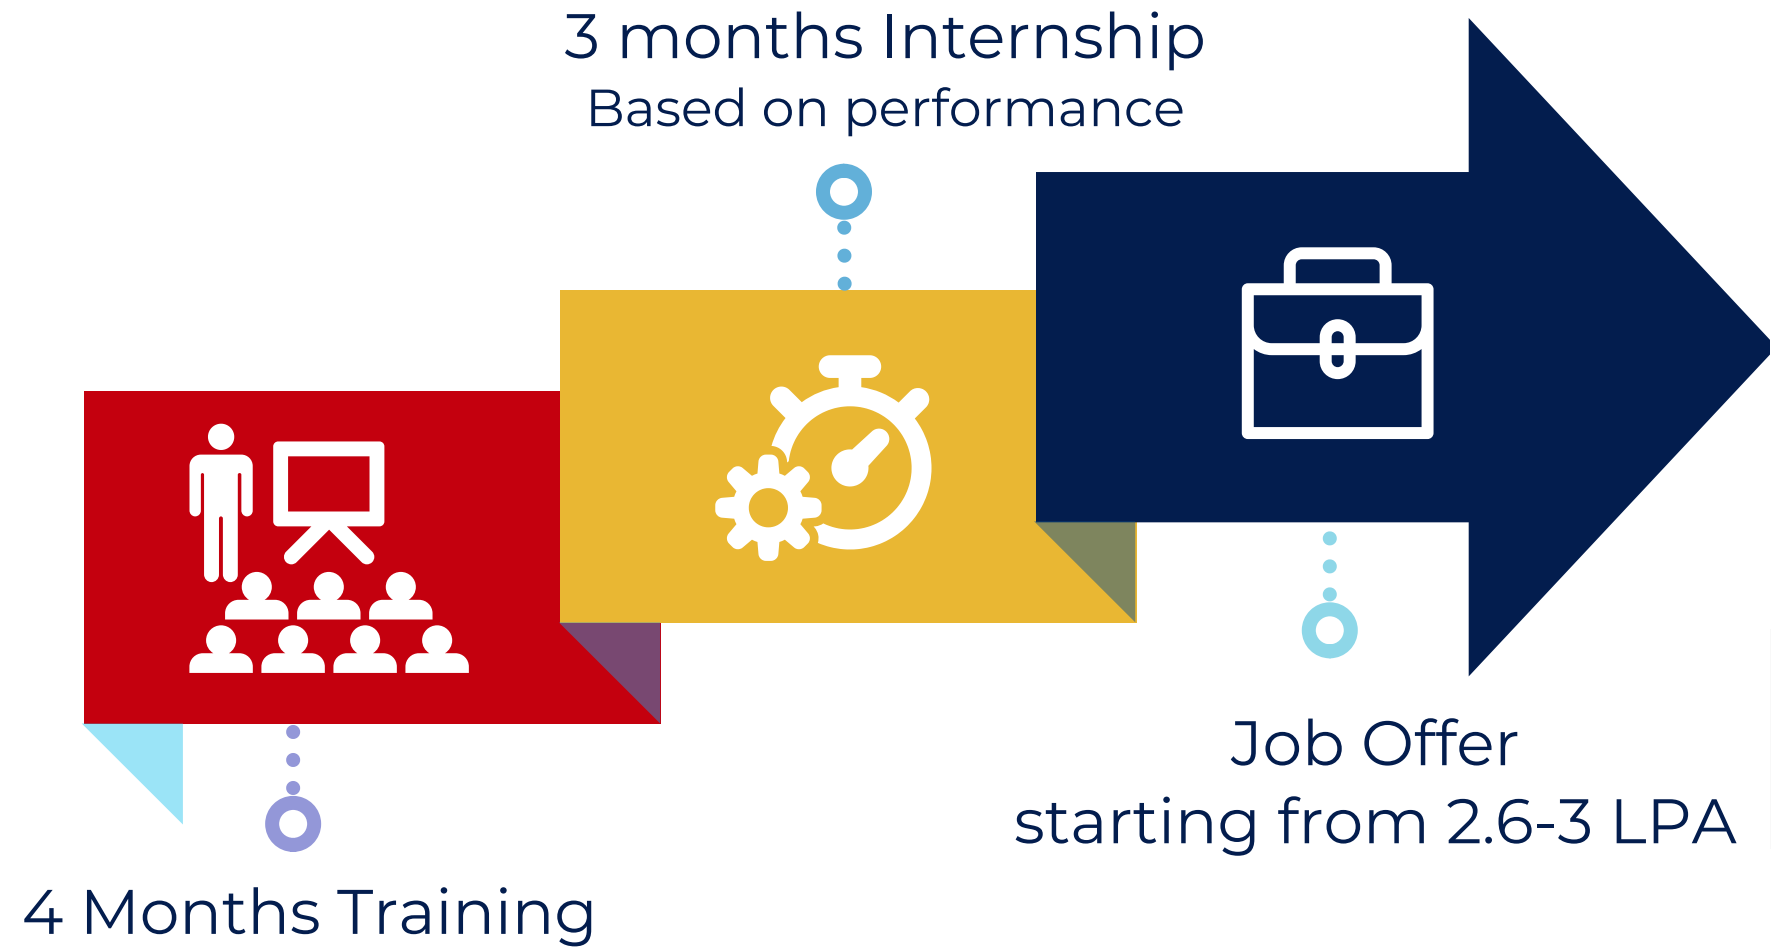 3 months Internship
Based on performance
Job Offer
starting from 2.6-3 LPA
4 Months Training